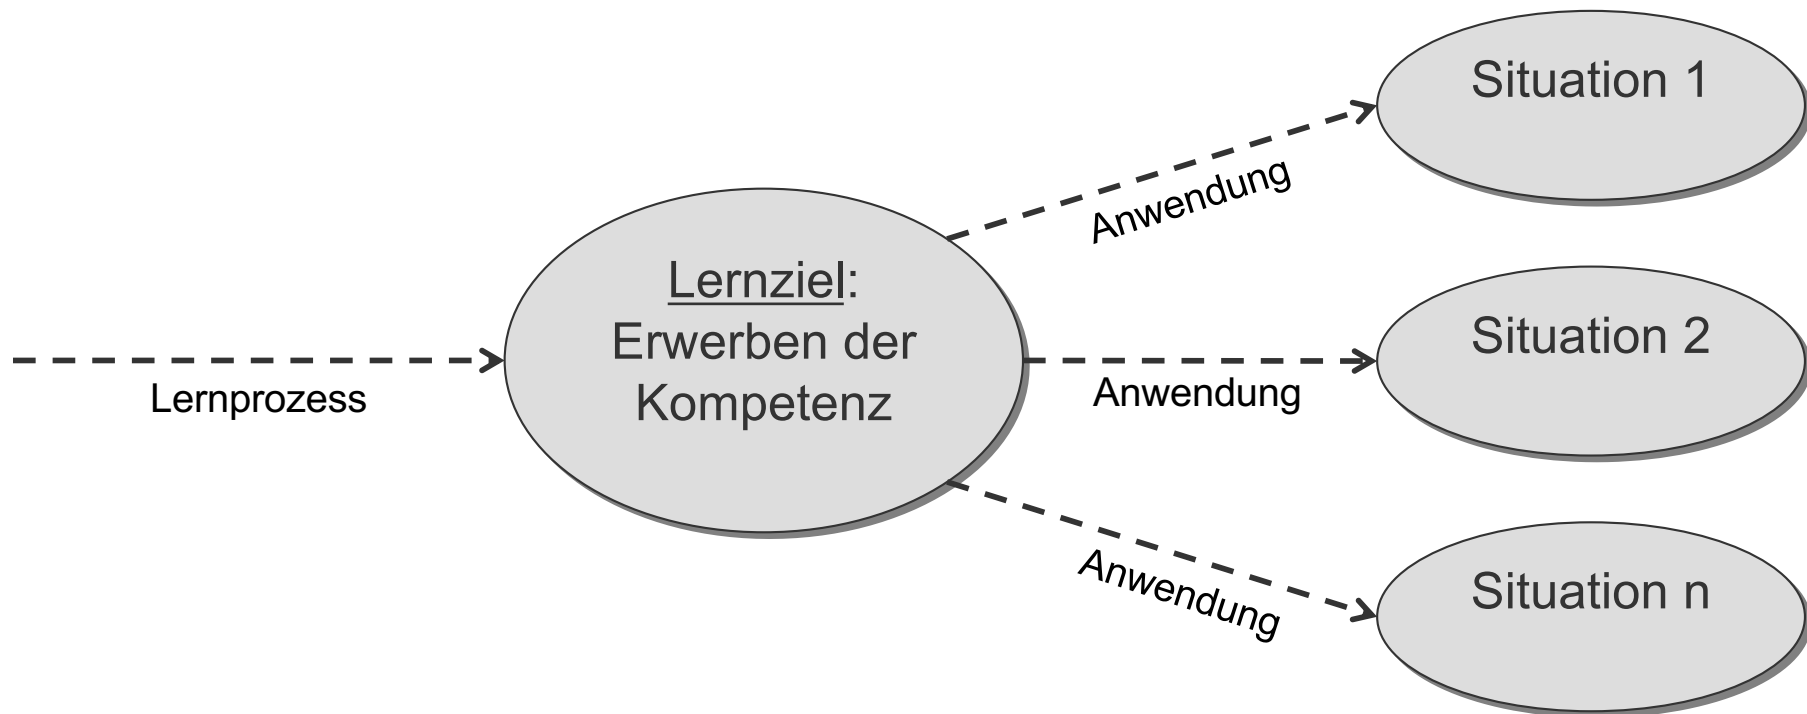 Lernprozess
Lernziel:
Erwerben der
Kompetenz
Anwendung
Situation 1
Anwendung
Situation 2
Anwendung
Situation n